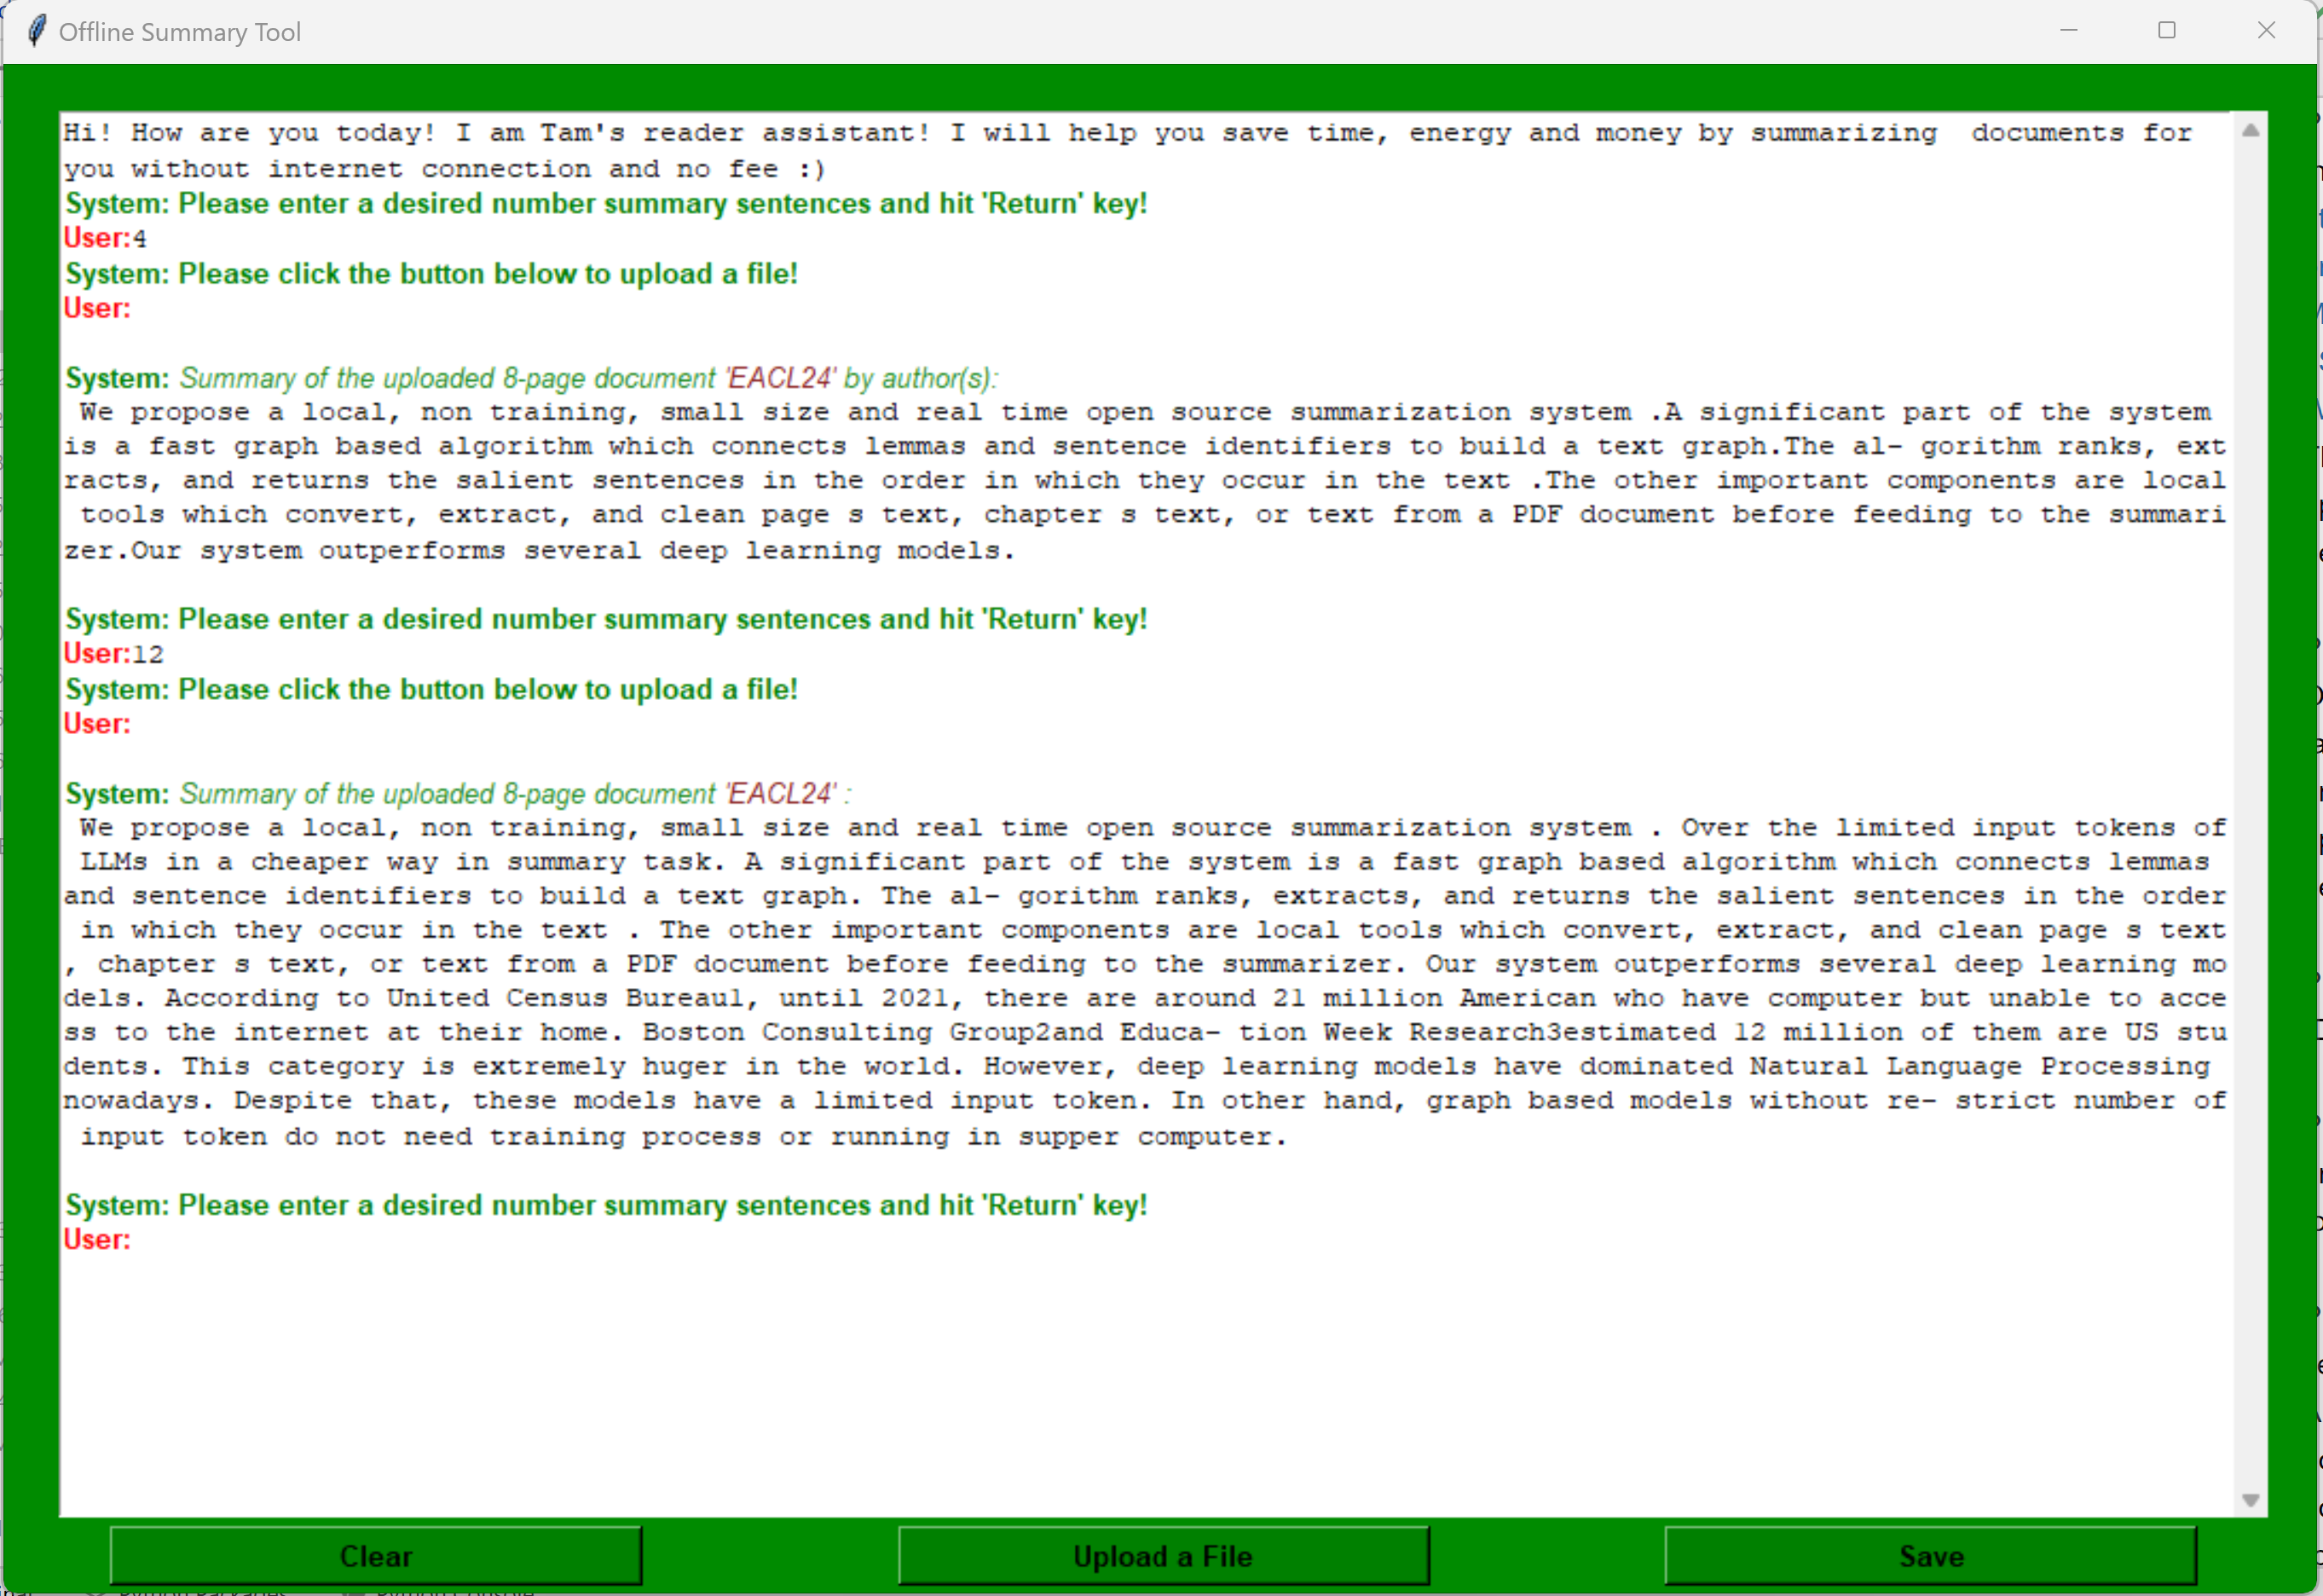 Offline Summary Tool
Hi! How are you today! I am Tam's reader assistant! I will help you save time, energy and money by summarizing  documents for
you without internet connection and no fee :)
System: Please enter a desired number summary sentences and hit 'Return' key!
User:4
System: Please click the button below to upload a file!
User:
System: Summary of the uploaded 8-page document 'EACL24' by author(s):
We propose a local, non training, small size and real time open source summarization system .A significant part of the system
is a fast graph based algorithm which connects lemmas and sentence identifiers to build a text graph.The al- gorithm ranks, ext
racts, and returns the salient sentences in the order in which they occur in the text .The other important components are local
tools which convert, extract, and clean page s text, chapter s text, or text from a PDF document before feeding to the summari
zer.Our system outperforms several deep learning models.
System: Please enter a desired number summary sentences and hit 'Return' key!
User:12
System: Please click the button below to upload a file!
User:
System: Summary of the uploaded 8-page document 'EACL24' :
We propose a local, non training, small size and real time open source summarization system . Over the limited input tokens of
LLMs in a cheaper way in summary task. A significant part of the system is a fast graph based algorithm which connects lemmas
and sentence identifiers to build a text graph. The al- gorithm ranks, extracts, and returns the salient sentences in the order
in which they occur in the text . The other important components are local tools which convert, extract, and clean page s text
, chapter s text, or text from a PDF document before feeding to the summarizer. Our system outperforms several deep learning mo
dels. According to United Census Bureau1, until 2021, there are around 21 million American who have computer but unable to acce
ss to the internet at their home. Boston Consulting Group2and Educa- tion Week Research3estimated 12 million of them are US stu
dents. This category is extremely huger in the world. However, deep learning models have dominated Natural Language Processing
nowadays. Despite that, these models have a limited input token. In other hand, graph based models without re- strict number of
input token do not need training process or running in supper computer.
System: Please enter a desired number summary sentences and hit 'Return' key!
User:
Clear
Upload a File
Save